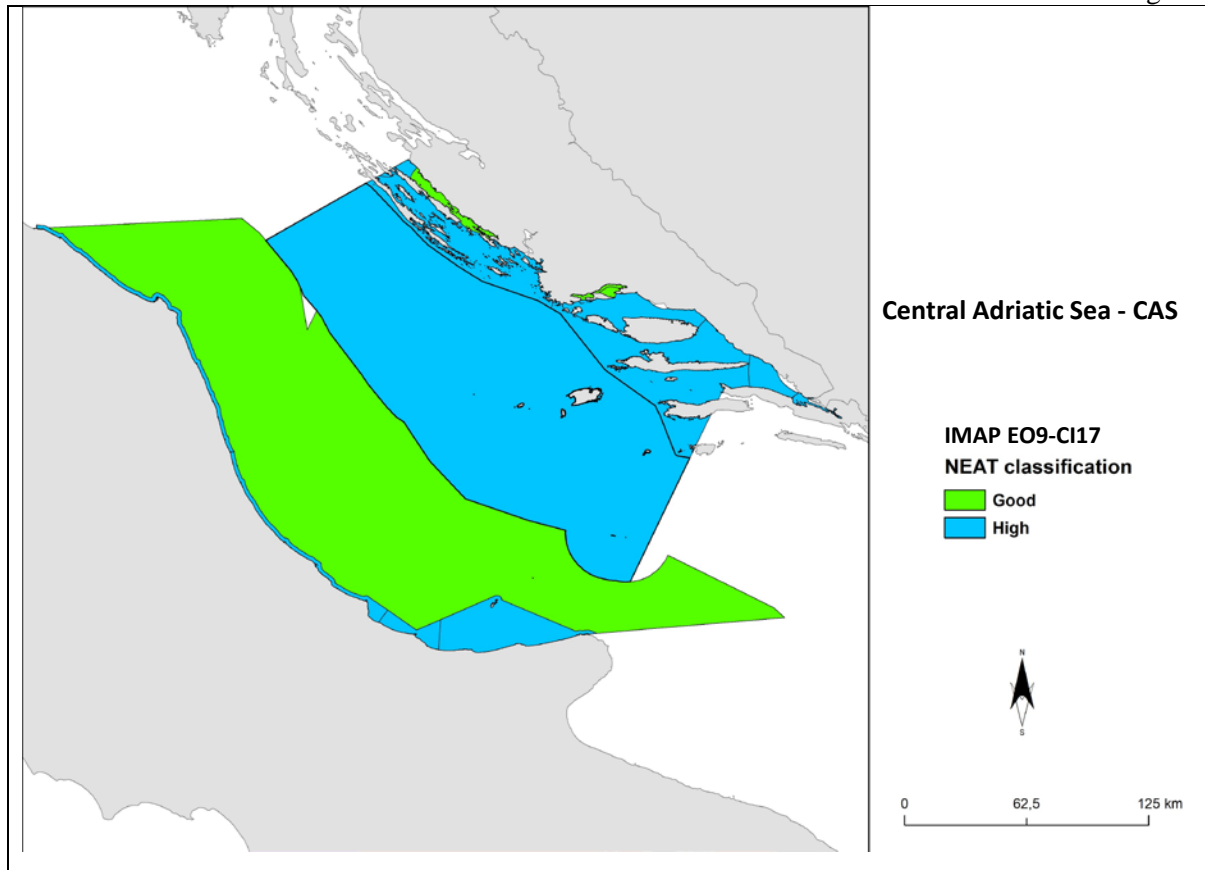 Central Adriatic Sea - CAS
IMAP EO9-CI17
NEAT classification
Good
High
N
S
0 62,5 125 km